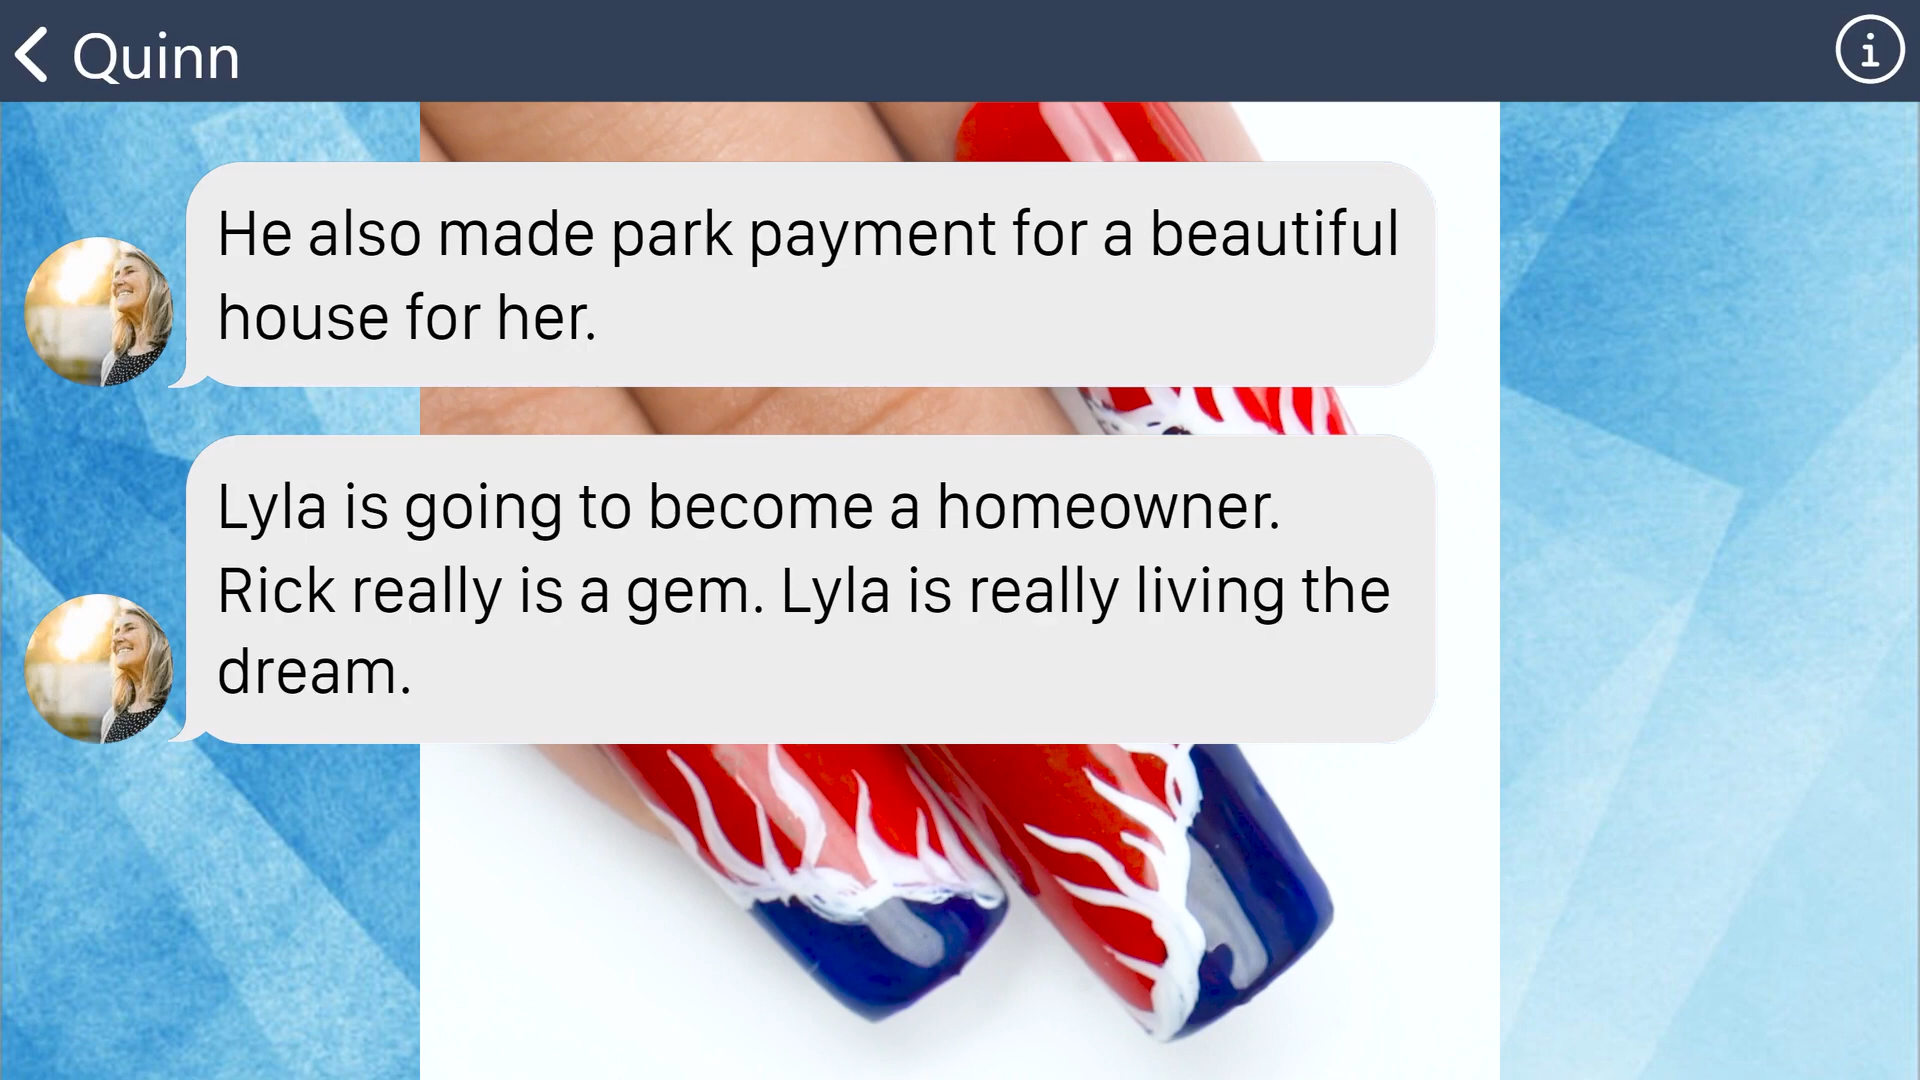 Quinn
He also made park payment for a beautiful
house for her.
Lyla is going to become a homeowner.
Rick really is a gem. Lyla is really living the
dream.